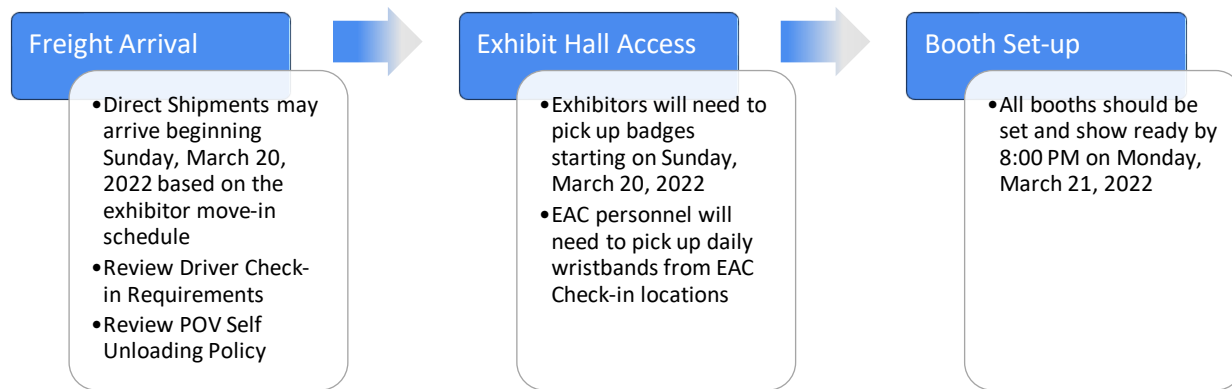 Freight Arrival
•Direct Shipments may
arrive beginning
Sunday, March 20,
2022 based on the
exhibitor move-in
schedule
•Review Driver Check-
in Requirements
•Review POV Self
Unloading Policy
Exhibit Hall Access
•Exhibitors will need to
pick up badges
starting on Sunday,
March 20, 2022
•EAC personnel will
need to pick up daily
wristbands from EAC
Check-in locations
Booth Set-up
•All booths should be
set and show ready by
8:00 PM on Monday,
March 21, 2022